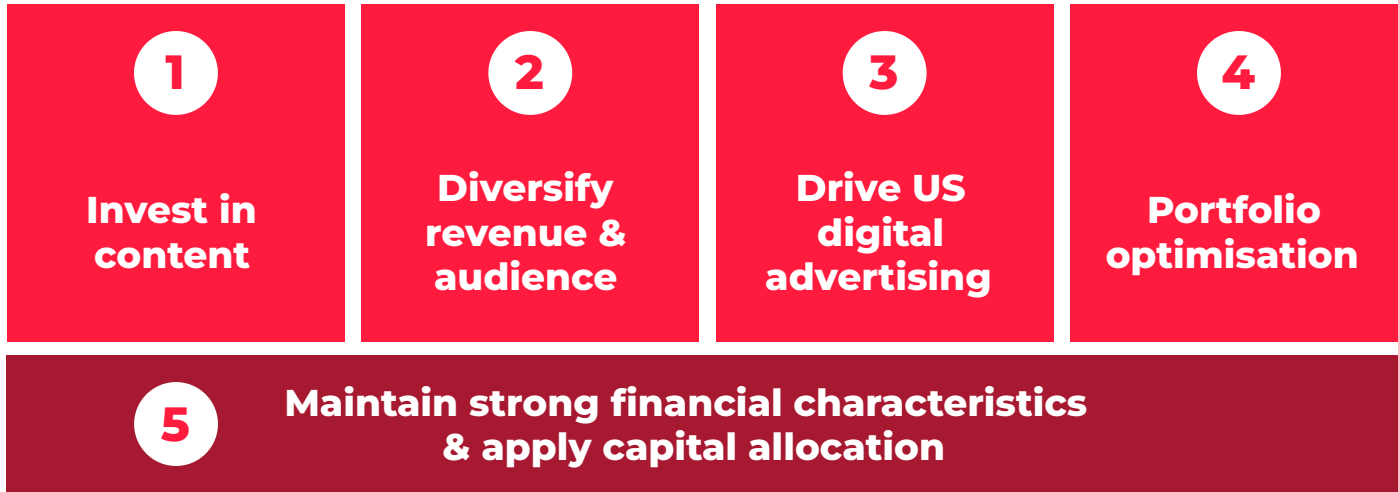 1
Invest in
content
2
Diversify
revenue &
audience
3
Drive US
digital
advertising
4
Portfolio
optimisation
5
Maintain strong financial characteristics
& apply capital allocation